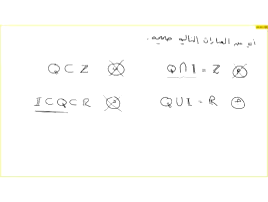 أي من العبارات التالية صحيحة.
Q ∩ I = Z
Q ⊂ Z
Q ∪ I = R
I ⊂ Q ⊂ R